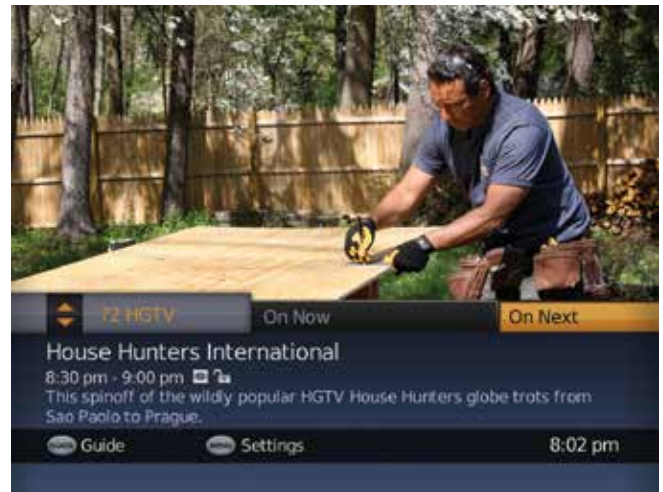 72 HGTV On Now On Next
House Hunters International
8:30 pm - 9:00 pm
This spinoff of the wildly popular HGTV House Hunters globe trots from
Sao Paolo to Prague.
Guide Settings 8:02 pm